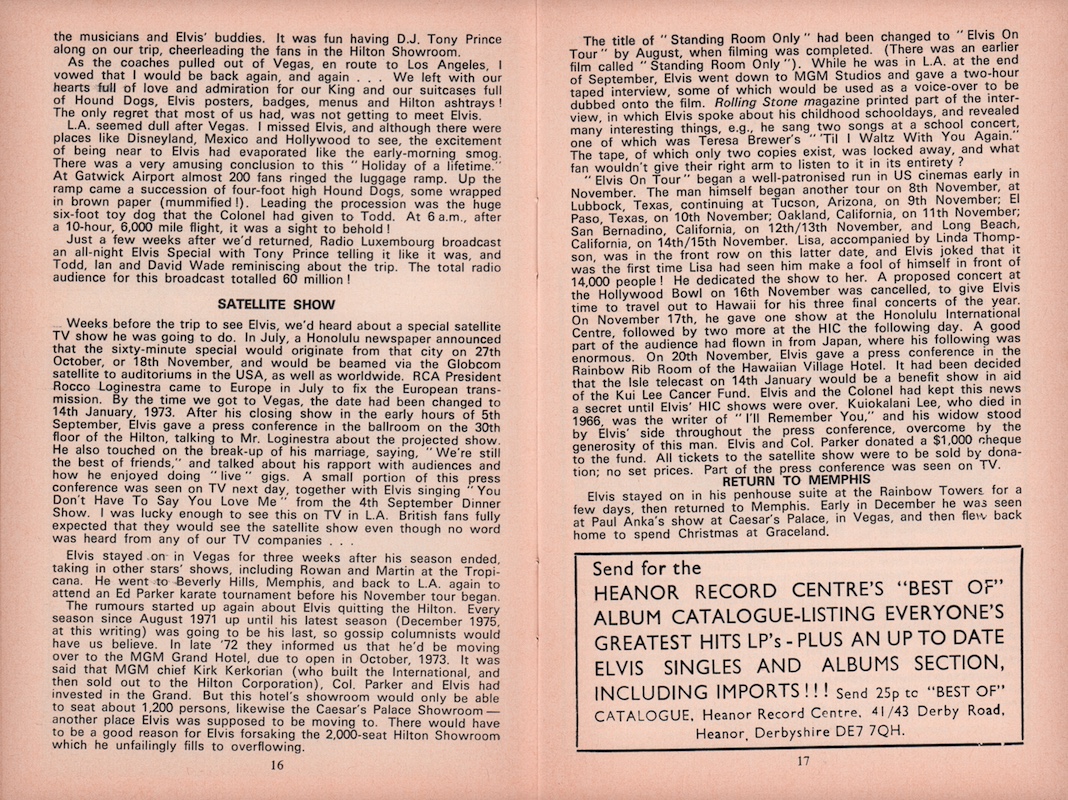 the musicians and Elvis' buddies. It was fun having D.J. Tony Prince
along on our trip, cheerleading the fans in the Hilton Showroom.
As the coaches pulled out of Vegas, en route to Los Angeles, I
vowed that I would be back again, and again . . . We left with our
hearts full of love and admiration for our King and our suitcases full
of Hound Dogs, Elvis posters, badges, menus and Hilton ashtrays!
The only regret that most of us had, was not getting to meet Elvis.
L.A. seemed dull after Vegas. I missed Elvis, and although there were
places like Disneyland, Mexico and Hollywood to see, the excitement
of being near to Elvis had evaporated like the early-morning smog.
There was a very amusing conclusion to this "Holiday of a lifetime."
At Gatwick Airport almost 200 fans ringed the luggage ramp. Up the
ramp came a succession of four-foot high Hound Dogs, some wrapped
in brown paper (mummified!). Leading the procession was the huge
six-foot toy dog that the Colonel had given to Todd. At 6 a.m., after
a 10-hour, 6,000 mile flight, it was a sight to behold!
Just a few weeks after we'd returned, Radio Luxembourg broadcast
an all-night Elvis Special with Tony Prince telling it like it was, and
Todd, Ian and David Wade reminiscing about the trip. The total radio
audience for this broadcast totalled 60 million!
SATELLITE SHOW
Weeks before the trip to see Elvis, we'd heard about a special satellite
TV show he was going to do. In July, a Honolulu newspaper announced
that the sixty-minute special would originate from that city on 27th
October, or 18th November, and would be beamed via the Globcom
satellite to auditoriums in the USA, as well as worldwide. RCA President
Rocco Loginestra came to Europe in July to fix the European trans-
mission. By the time we got to Vegas, the date had been changed to
14th January, 1973. After his closing show in the early hours of 5th
September, Elvis gave a press conference in the ballroom on the 30th
floor of the Hilton, talking to Mr. Loginestra about the projected show.
He also touched on the break-up of his marriage, saying, "We're still
the best of friends," and talked about his rapport with audiences and
how he enjoyed doing "live" gigs. A small portion of this press
conference was seen on TV next day, together with Elvis singing "You
Don't Have To Say You Love Me" from the 4th September Dinner
Show. I was lucky enough to see this on TV in L.A. British fans fully
expected that they would see the satellite show even though no word
was heard from any of our TV companies . . .
Elvis stayed on in Vegas for three weeks after his season ended,
taking in other stars' shows, including Rowan and Martin at the Tropi-
cana. He went to Beverly Hills, Memphis, and back to L.A. again to
attend an Ed Parker karate tournament before his November tour began.
The rumours started up again about Elvis quitting the Hilton. Every
season since August 1971 up until his latest season (December 1975,
at this writing) was going to be his last, so gossip columnists would
have us believe. In late '72 they informed us that he'd be moving
over to the MGM Grand Hotel, due to open in October, 1973. It was
said that MGM chief Kirk Kerkorian (who built the International, and
then sold out to the Hilton Corporation), Col. Parker and Elvis had
invested in the Grand. But this hotel's showroom would only be able
to seat about 1,200 persons, likewise the Caesar's Palace Showroom—
another place Elvis was supposed to be moving to. There would have
to be a good reason for Elvis forsaking the 2,000-seat Hilton Showroom
which he unfailingly fills to overflowing.
16
The title of "Standing Room Only" had been changed to "Elvis On
Tour" by August, when filming was completed. (There was an earlier
film called "Standing Room Only"). While he was in L.A. at the end
of September, Elvis went down to MGM Studios and gave a two-hour
taped interview, some of which would be used as a voice-over to be
dubbed onto the film. Rolling Stone magazine printed part of the inter-
view, in which Elvis spoke about his childhood schooldays, and revealed
many interesting things, e.g., he sang two songs at a school concert,
one of which was Teresa Brewer's "'Til I Waltz With You Again."
The tape, of which only two copies exist, was locked away, and what
fan wouldn't give their right arm to listen to it in its entirety?
"Elvis On Tour" began a well-patronised run in US cinemas early in
November. The man himself began another tour on 8th November, at
Lubbock, Texas, continuing at Tucson, Arizona, on 9th November; El
Paso, Texas, on 10th November; Oakland, California, on 11th November;
San Bernadino, California, on 12th/13th November, and Long Beach,
California, on 14th/15th November. Lisa, accompanied by Linda Thomp-
son, was in the front row on this latter date, and Elvis joked that it
was the first time Lisa had seen him make a fool of himself in front of
14,000 people! He dedicated the show to her. A proposed concert at
the Hollywood Bowl on 16th November was cancelled, to give Elvis
time to travel out to Hawaii for his three final concerts of the year.
On November 17th, he gave one show at the Honolulu International
Centre, followed by two more at the HIC the following day. A good
part of the audience had flown in from Japan, where his following was
enormous. On 20th November, Elvis gave a press conference in the
Rainbow Rib Room of the Hawaiian Village Hotel. It had been decided
that the Isle telecast on 14th January would be a benefit show in aid
of the Kui Lee Cancer Fund. Elvis and the Colonel had kept this news
a secret until Elvis' HIC shows were over. Kuiokalani Lee, who died in
1966, was the writer of "I'll Remember You," and his widow stood
by Elvis' side throughout the press conference, overcome by the
generosity of this man. Elvis and Col. Parker donated a $1,000 cheque
to the fund. All tickets to the satellite show were to be sold by dona-
tion; no set prices. Part of the press conference was seen on TV.
RETURN TO MEMPHIS
Elvis stayed on in his penhouse suite at the Rainbow Towers for a
few days, then returned to Memphis. Early in December he was seen
at Paul Anka's show at Caesar's Palace, in Vegas, and then flew back
home to spend Christmas at Graceland.
Send for the
HEANOR RECORD CENTRE'S "BEST OF"
ALBUM CATALOGUE-LISTING EVERYONE'S
GREATEST HITS LP's - PLUS AN UP TO DATE
ELVIS SINGLES AND ALBUMS SECTION,
INCLUDING IMPORTS!!! Send 25p to "BEST OF"
CATALOGUE, Heanor Record Centre, 41/43 Derby Road,
Heanor, Derbyshire DE7 7QH.
17